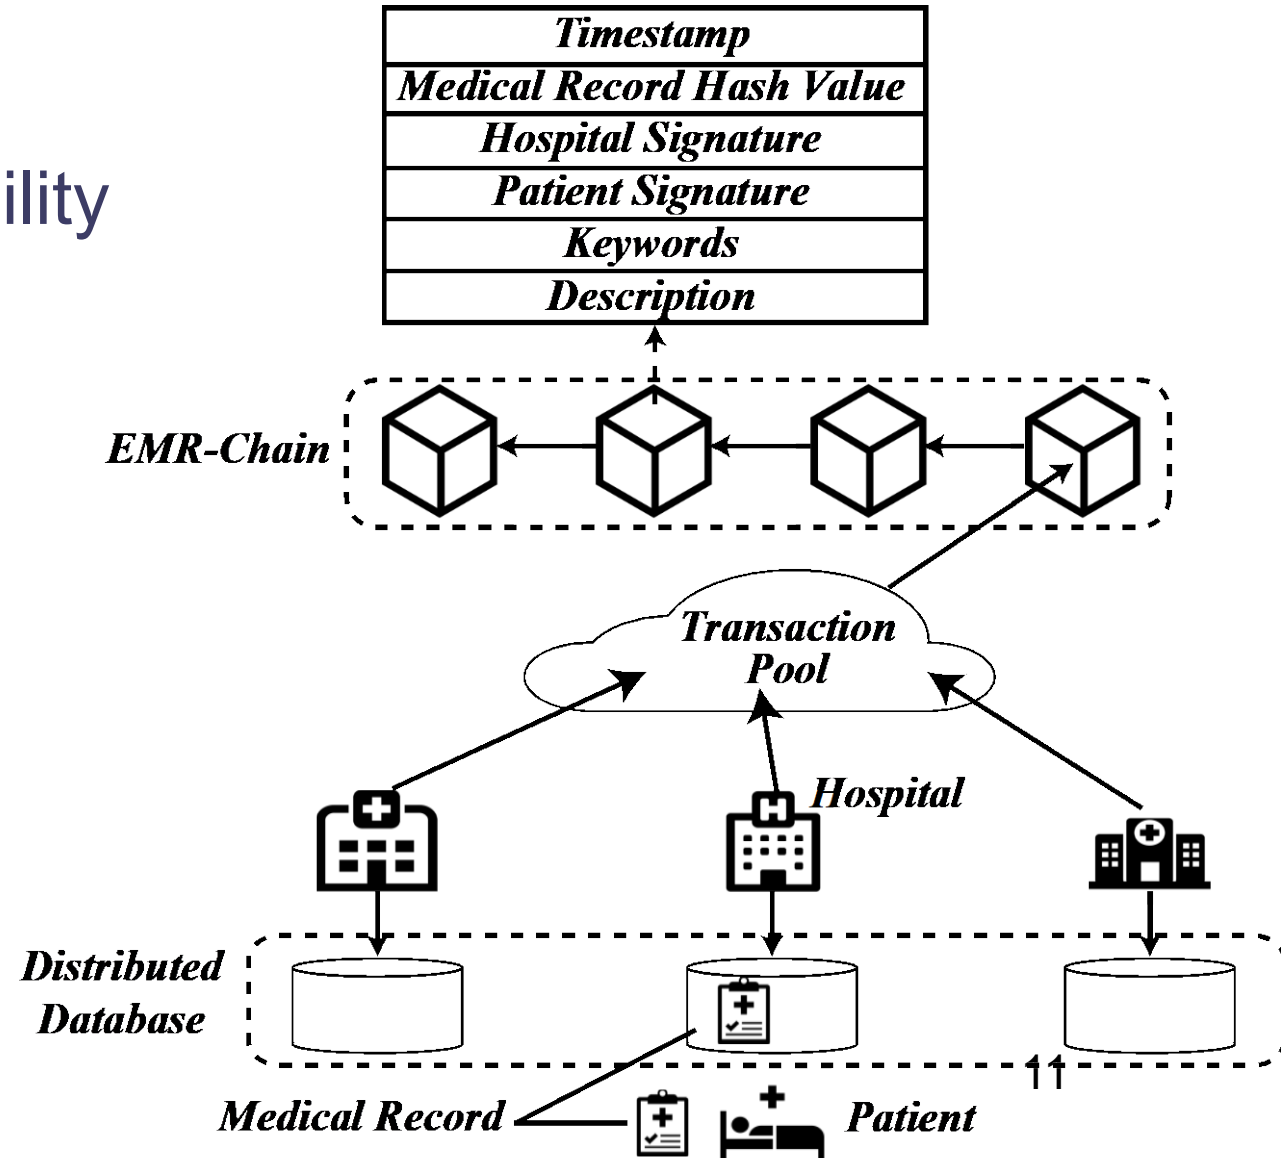 Timestamp
Medical Record Hash Value
Hospital Signature
ility
Patient Signature
Keywords
Description
EMR-Chain
Transaction
Pool
Hospital
Distributed
Database
11
Medical Record
Patient